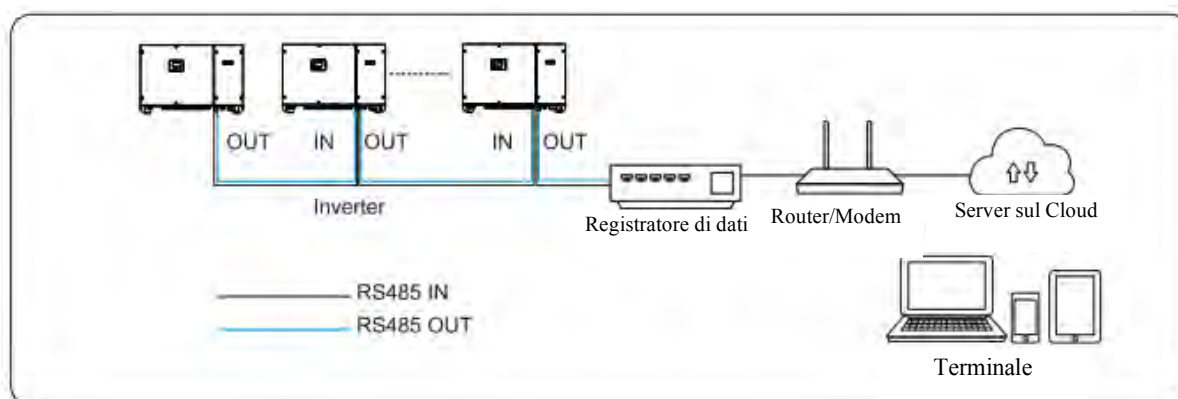 OUT
IN
OUT
IN
OUT
Inverter
Registratore di dati
Router/Modem
Server sul Cloud
RS485 IN
RS485 OUT
Terminale